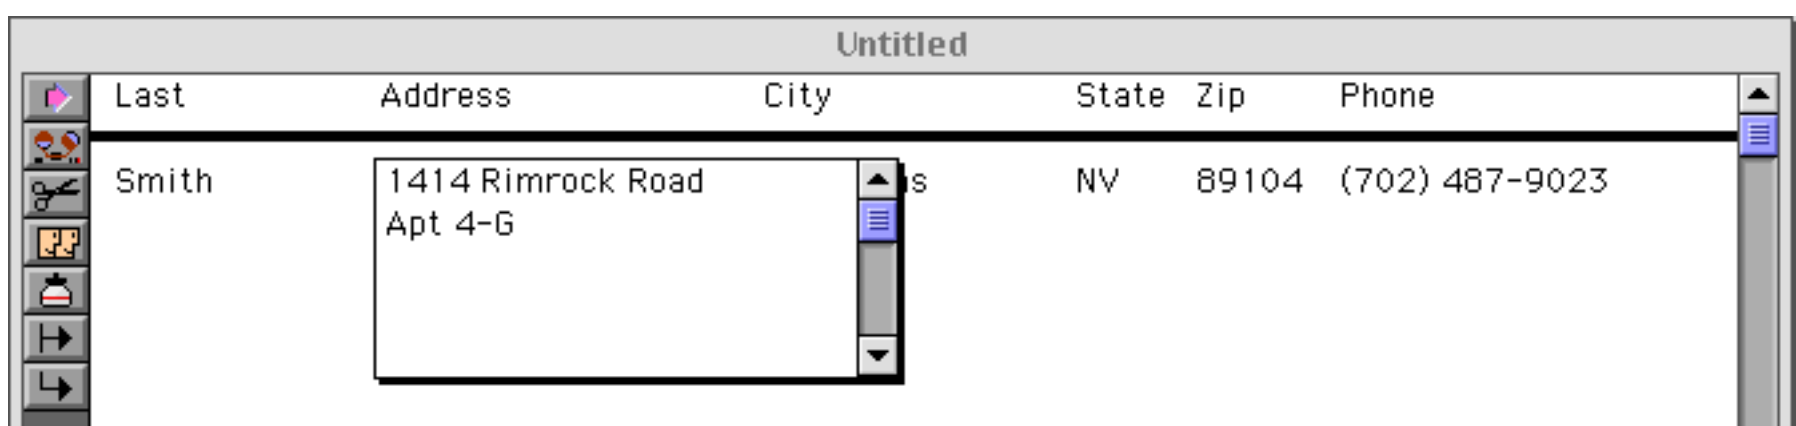 Untitled
Last Address City State Zip Phone
Smith 1414 Rimrock Road NV 89104 (702) 487-9023
Apt 4-G